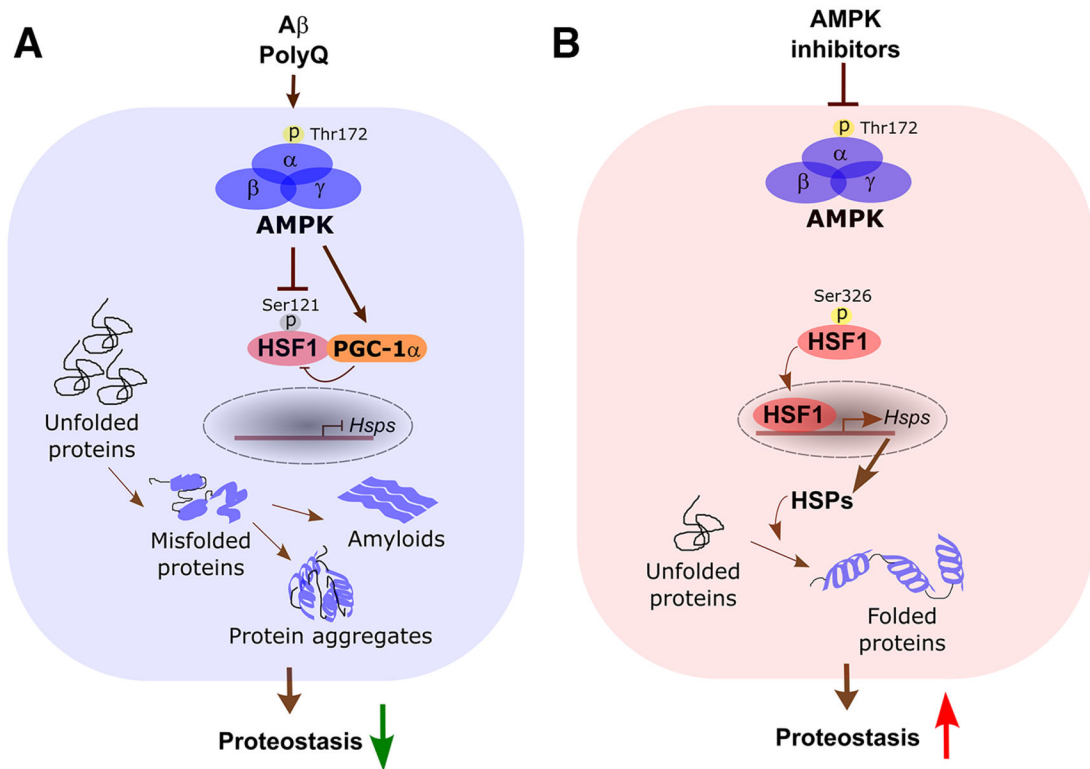 A
Aβ
PolyQ
p
Thr172
α
β
γ
AMPK
Ser121
p
HSF1
PGC-1α
Hsps
Unfolded
proteins
Misfolded
proteins
Amyloids
Protein aggregates
Proteostasis
B
AMPK
inhibitors
p
Thr172
α
β
γ
AMPK
Ser326
p
HSF1
HSF1
Hsps
HSPs
Unfolded
proteins
Folded
proteins
Proteostasis